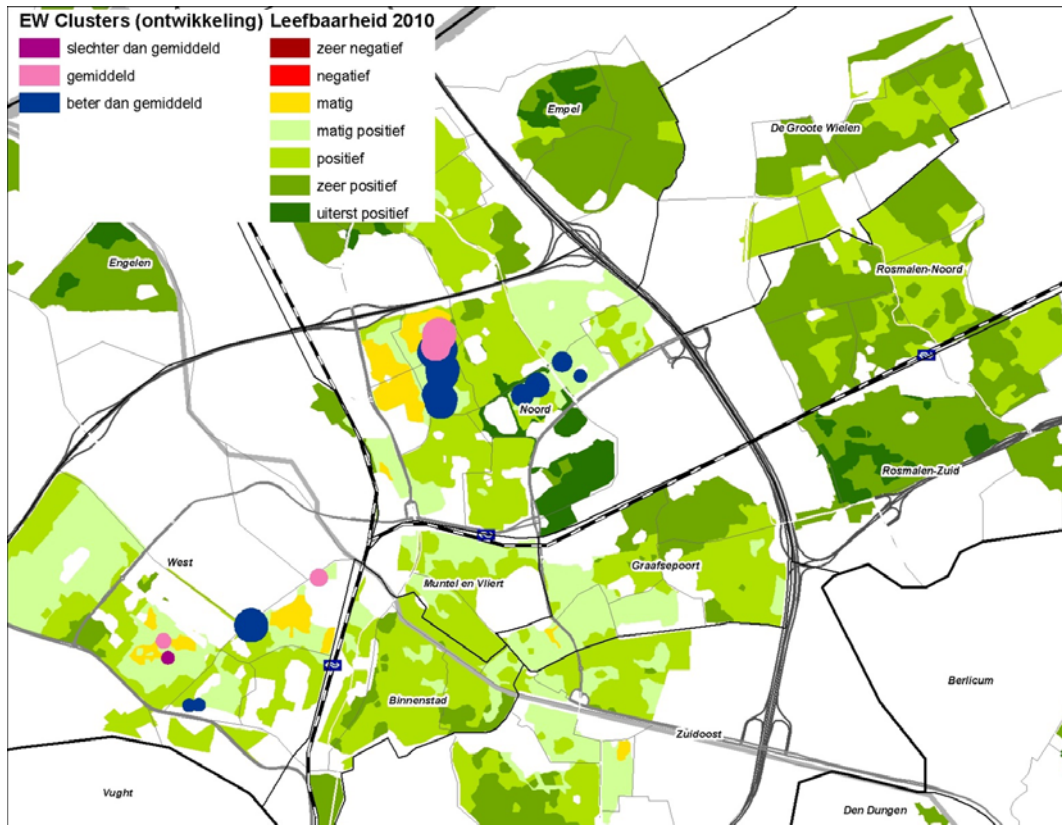 EW Clusters (ontwikkeling) Leefbaarheid 2010
slechter dan gemiddeld
gemiddeld
beter dan gemiddeld
zeer negatief
negatief
matig
matig positief
positief
zeer positief
uiterst positief
Empel
De Groote Wielen
Engelen
Rosmalen-Noord
Noord
Rosmalen-Zuid
West
Muntel en Vliert
Graafsepoort
Binnenstad
Berlicum
Zuidoost
Vught
Den Dungen